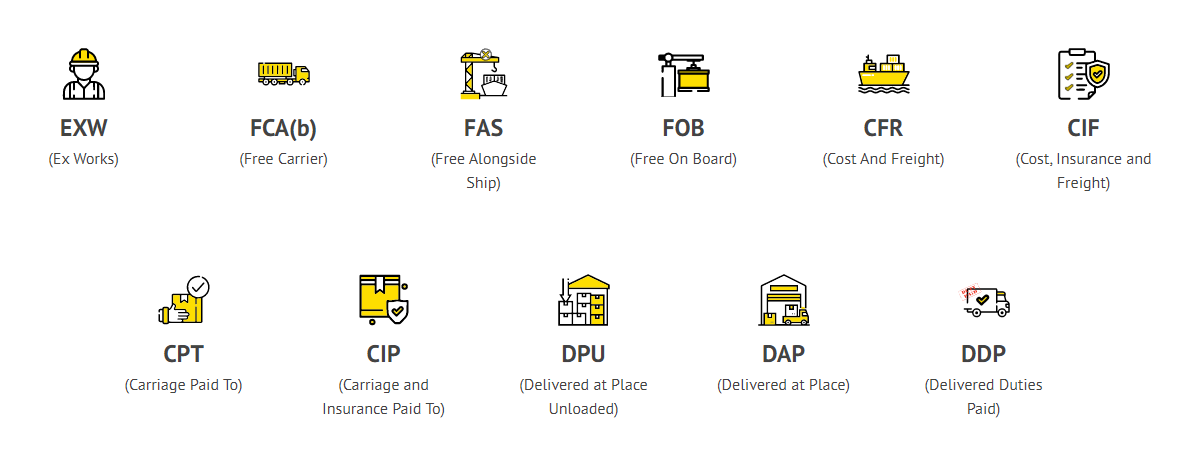 EXW
(Ex Works)
FCA(b)
(Free Carrier)
FAS
(Free Alongside
Ship)
FOB
(Free On Board)
CFR
(Cost And Freight)
CIF
(Cost, Insurance and
Freight)
CPT
(Carriage Paid To)
CIP
(Carriage and
Insurance Paid To)
DPU
(Delivered at Place
Unloaded)
DAP
(Delivered at Place)
DDP
(Delivered Duties
Paid)